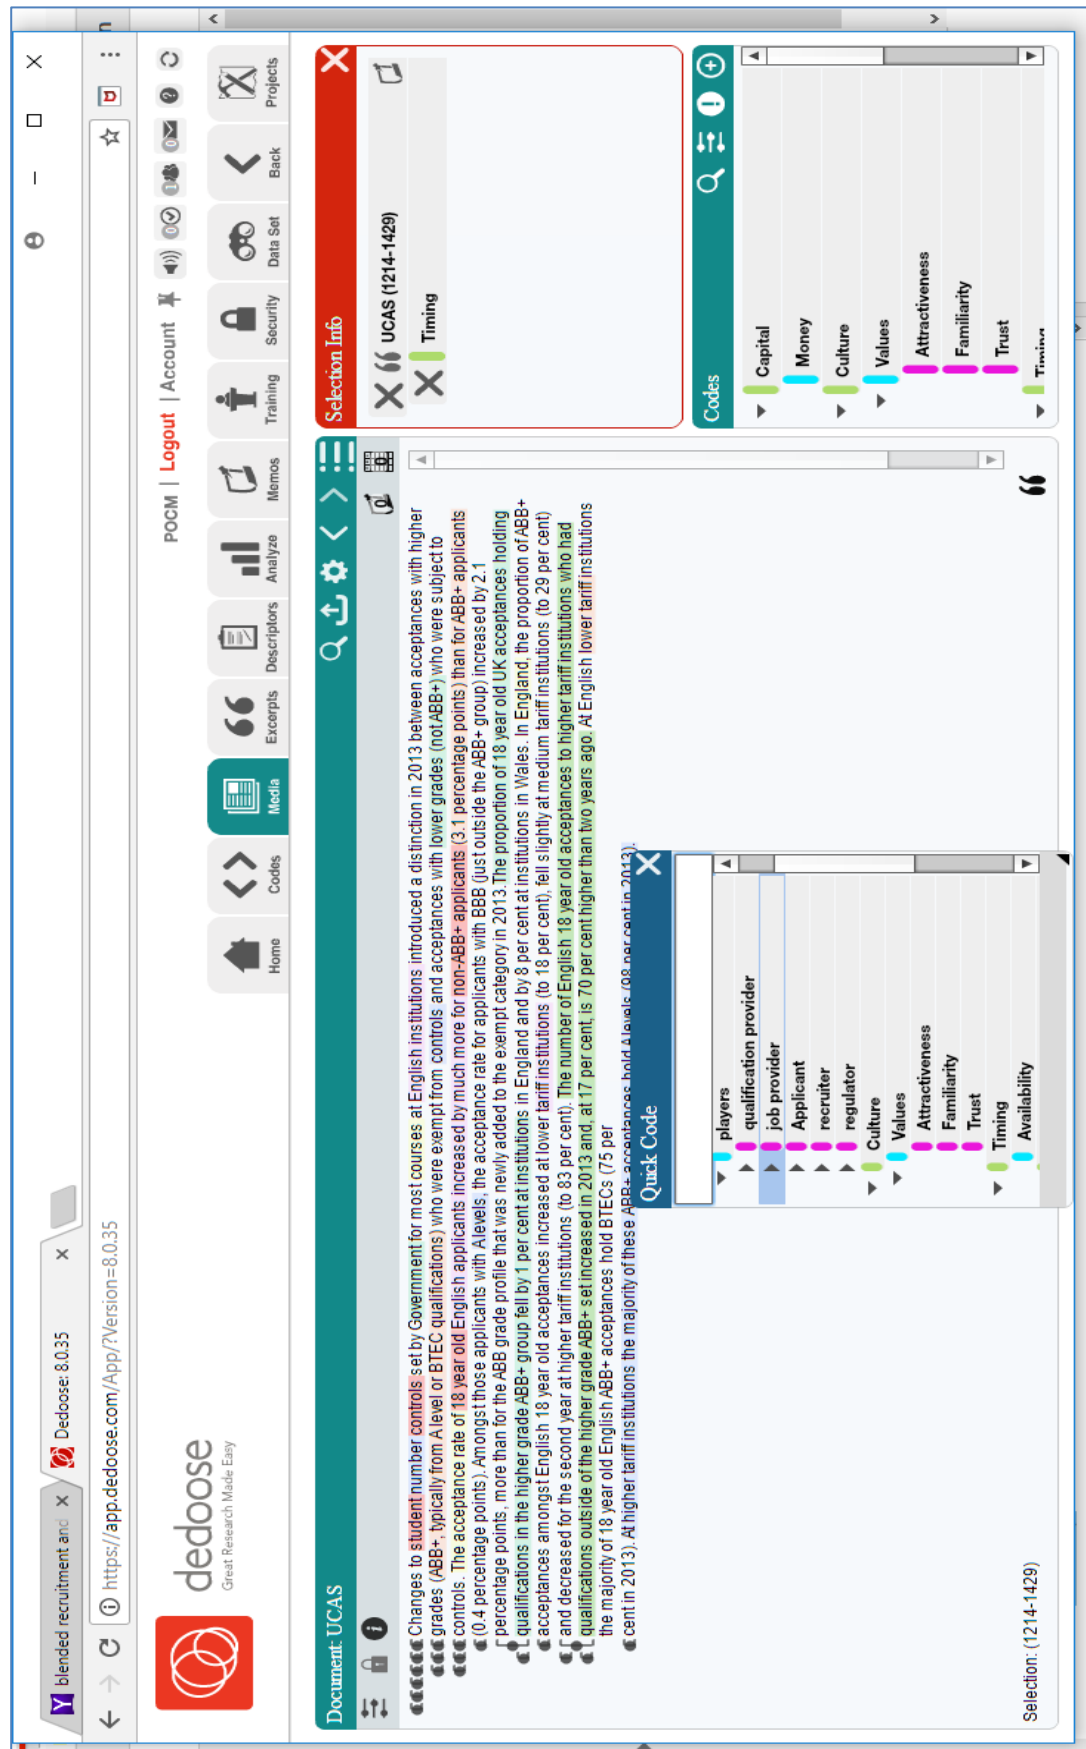 blended recruitment and
Dedoose: 8.0.35
https://app.dedoose.com/App/?Version=8.0.35
dedoose
Great Research Made Easy
POCM | Logout | Account
0
1
0
Home
Codes
Media
Excerpts
Descriptors
Analyze
Memos
Training
Security
Data Set
Back
Projects
Document: UCAS
0
0
Changes to student number controls set by Government for most courses at English institutions introduced a distinction in 2013 between acceptances with higher
grades (ABB+, typically from A level or BTEC qualifications) who were exempt from controls and acceptances with lower grades (not ABB+) who were subject to
controls. The acceptance rate of 18 year old English applicants increased by much more for non-ABB+ applicants (3.1 percentage points) than for ABB+ applicants
(0.4 percentage points). Amongst those applicants with A levels, the acceptance rate for applicants with BBB (just outside the ABB+ group) increased by 2.1
percentage points, more than for the ABB grade profile that was newly added to the exempt category in 2013. The proportion of 18 year old UK acceptances holding
qualifications in the higher grade ABB+ group fell by 1 per cent at institutions in England and by 8 per cent at institutions in Wales. In England, the proportion of ABB+
acceptances amongst English 18 year old acceptances increased at lower tariff institutions (to 18 per cent), fell slightly at medium tariff institutions (to 29 per cent)
and decreased for the second year at higher tariff institutions (to 83 per cent). The number of English 18 year old acceptances to higher tariff institutions who had
qualifications outside of the higher grade ABB+ set increased in 2013 and, at 17 per cent, is 70 per cent higher than two years ago. At English lower tariff institutions
the majority of 18 year old English ABB+ acceptances hold BTECs (75 per
cent in 2013). At higher tariff institutions the majority of these ABB+ acceptances hold A levels (98 per cent in 2013).
Selection: (1214-1429)
Quick Code
players
qualification provider
job provider
Applicant
recruiter
regulator
Culture
Values
Attractiveness
Familiarity
Trust
Timing
Availability
Selection Info
UCAS (1214-1429)
Timing
Codes
Capital
Money
Culture
Values
Attractiveness
Familiarity
Trust
Timing